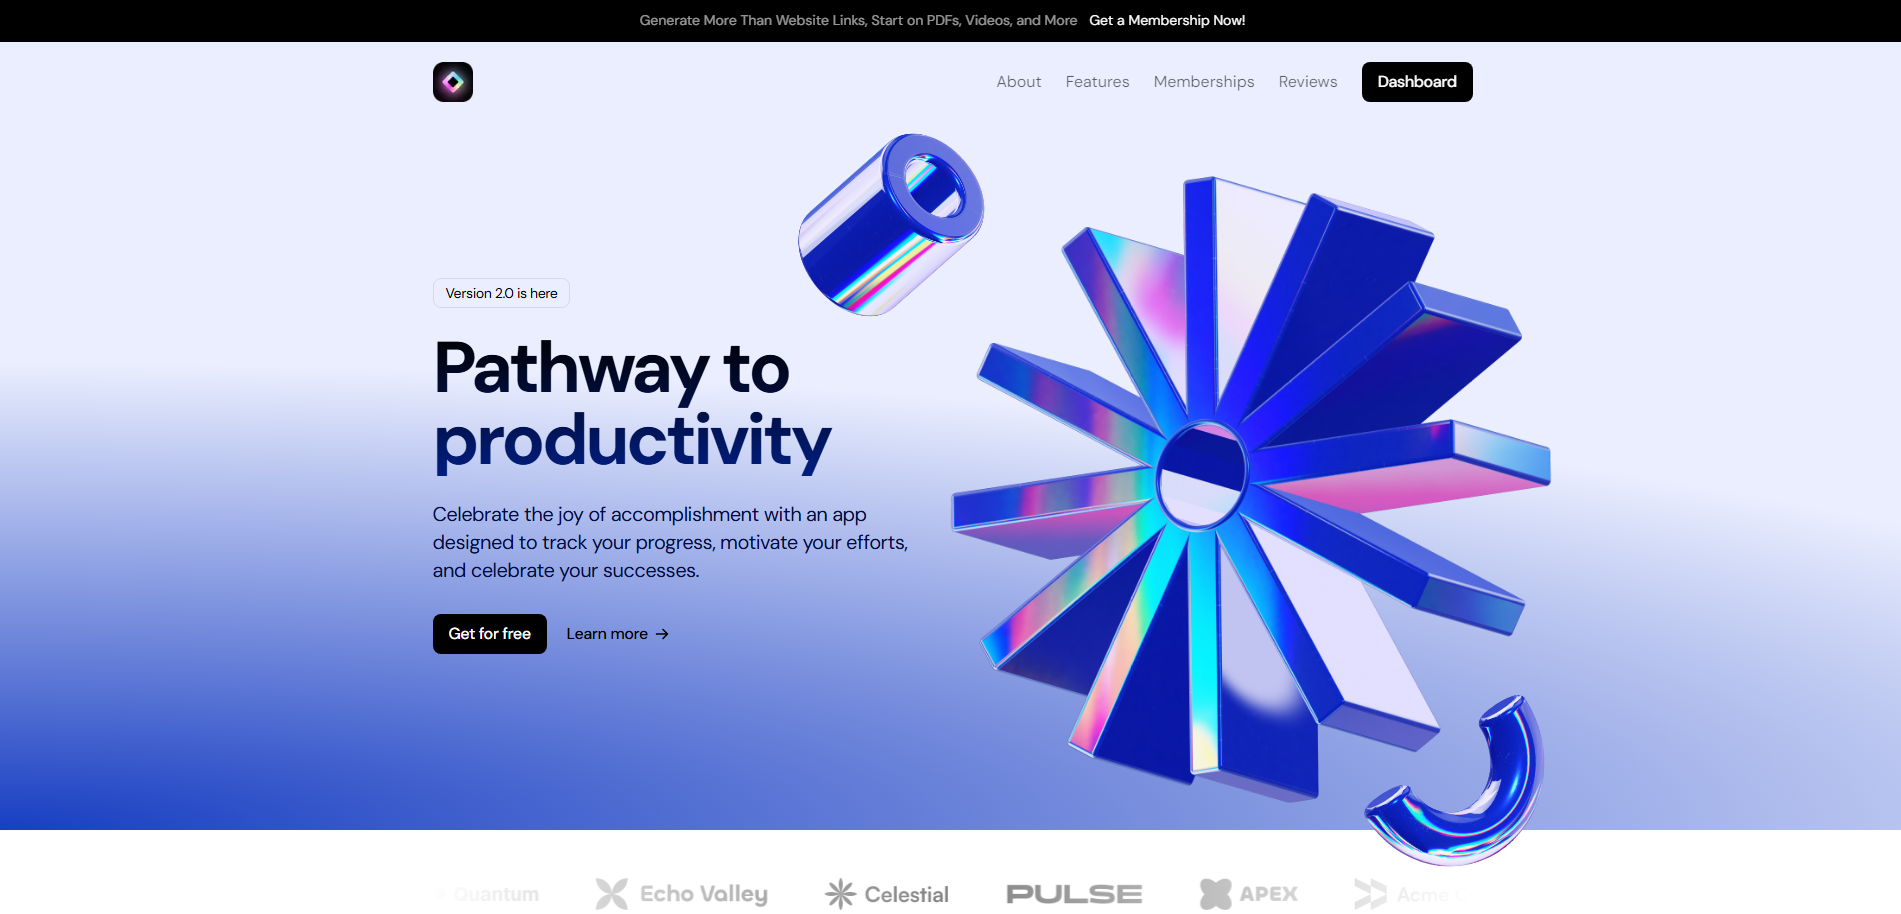 Generate More Than Website Links, Start on PDFs, Videos, and More Get a Membership Now!
About Features Memberships Reviews Dashboard
Version 2.0 is here
Pathway to
productivity
Celebrate the joy of accomplishment with an app
designed to track your progress, motivate your efforts,
and celebrate your successes.
Get for free Learn more →
Quantum Echo Valley Celestial PULSE APEX Acme